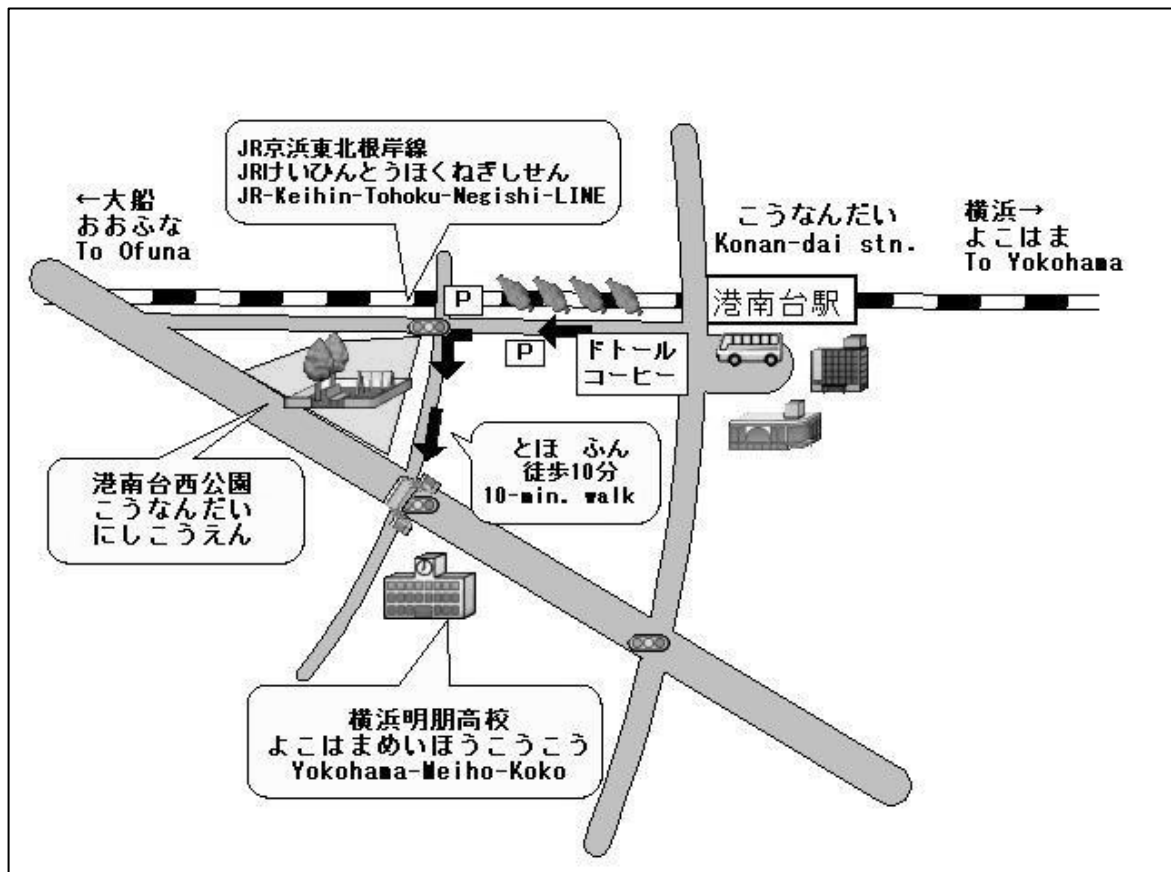 JR京浜東北根岸線
JRけいひんとうほくねぎしせん
JR-Keihin-Tohoku-Negishi-LINE
←大船
おおふな
To Ofuna
こうなんだい
Konan-dai stn.
横浜→
よこはま
To Yokohama
P
港南台駅
P
ドトール
コーヒー
港南台西公園
こうなんだい
にしこうえん
とほ ふん
徒歩10分
10-min. walk
横浜明朋高校
よこはまめいほうこうこう
Yokohama-Meiho-Koko